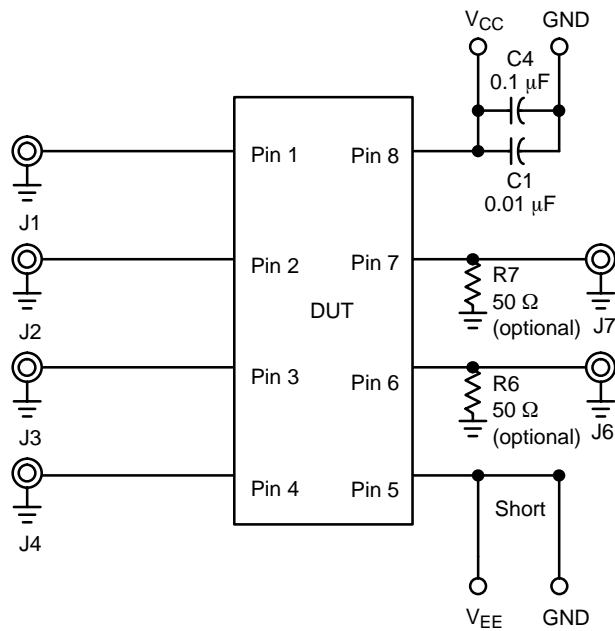 VCC GND
C4
0.1 μF
Pin 1 Pin 8
C1
0.01 μF
J1
Pin 2 Pin 7
R7
50 Ω
(optional)
J2 DUT J7
Pin 3 Pin 6
R6
50 Ω
(optional)
J3 J6
Pin 4 Pin 5
Short
J4
VEE GND